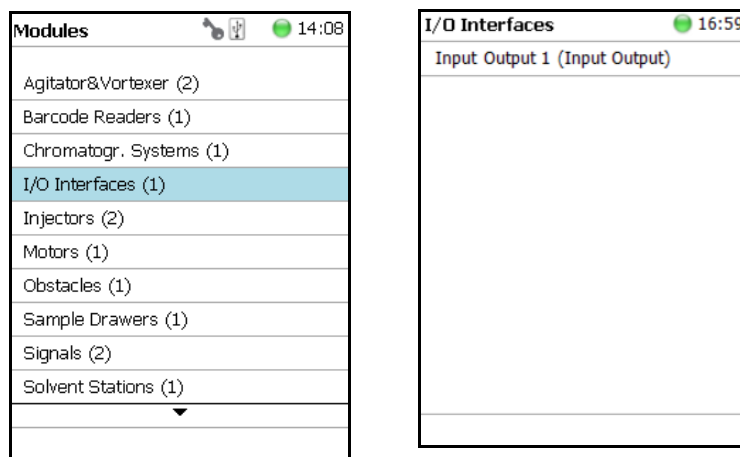 Modules 14:08
Agitator&Vortexer (2)
Barcode Readers (1)
Chromatogr. Systems (1)
I/O Interfaces (1)
Injectors (2)
Motors (1)
Obstacles (1)
Sample Drawers (1)
Signals (2)
Solvent Stations (1)
I/O Interfaces 16:59
Input Output 1 (Input Output)